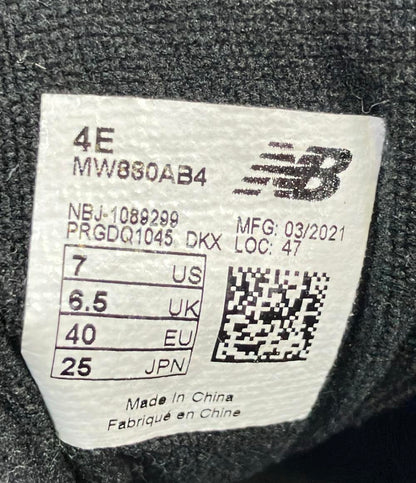 4E
MW880AB4
NB
NBJ-1089299
PRGDQ1045 DKX
MFG: 03/2021
LOC: 47
7 US
6.5 UK
40 EU
25 JPN
Made in China
Fabriqué en Chine